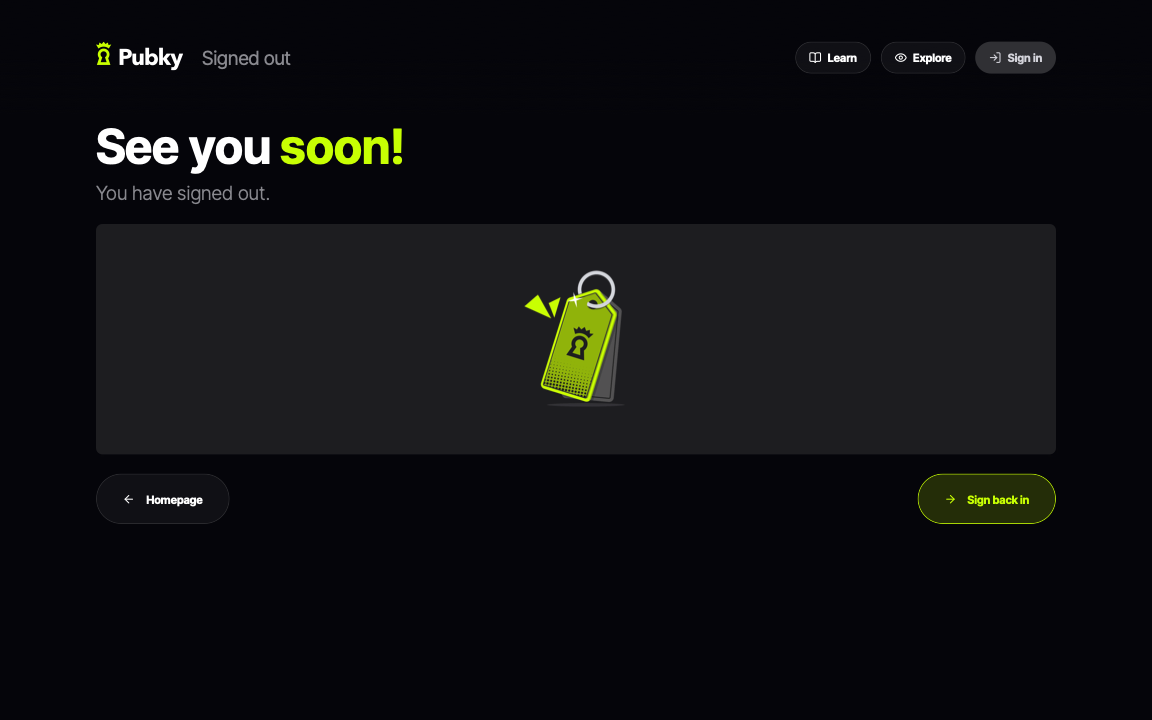 Pubky Signed out
Learn Explore Sign in
See you soon!
You have signed out.
Homepage
Sign back in